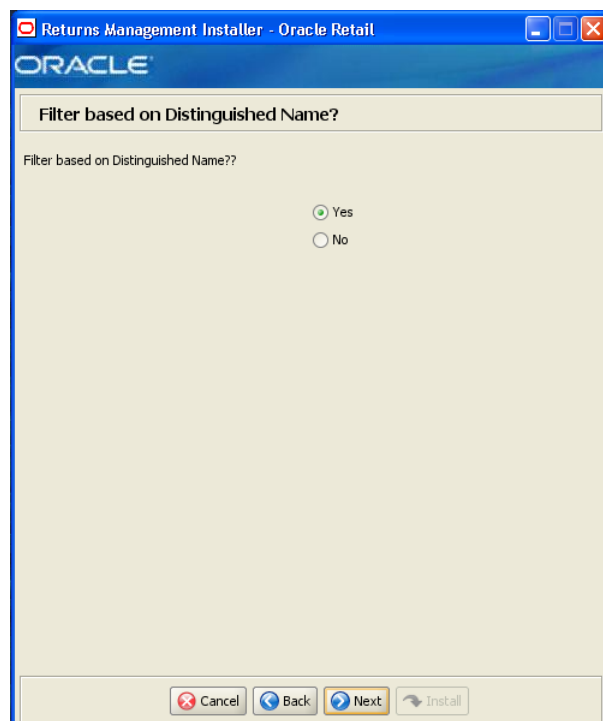 Returns Management Installer - Oracle Retail
ORACLE
Filter based on Distinguished Name?
Filter based on Distinguished Name??
Yes
No
Cancel Back Next Install